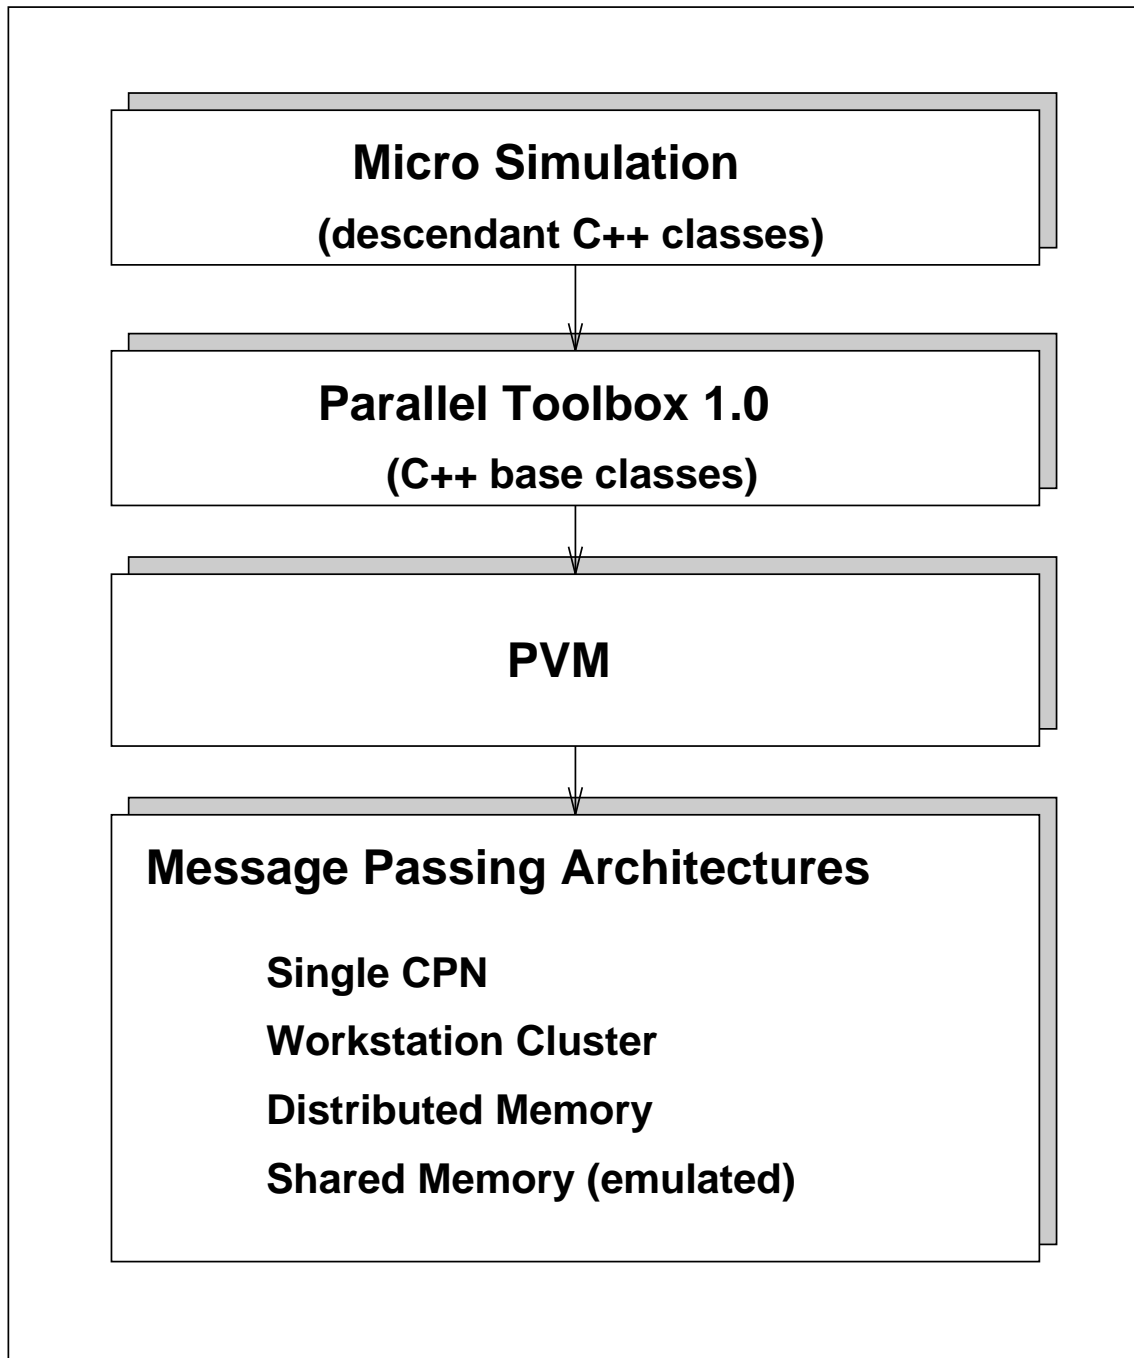 Micro Simulation
(descendant C++ classes)
Parallel Toolbox 1.0
(C++ base classes)
PVM
Message Passing Architectures
Single CPN
Workstation Cluster
Distributed Memory
Shared Memory (emulated)